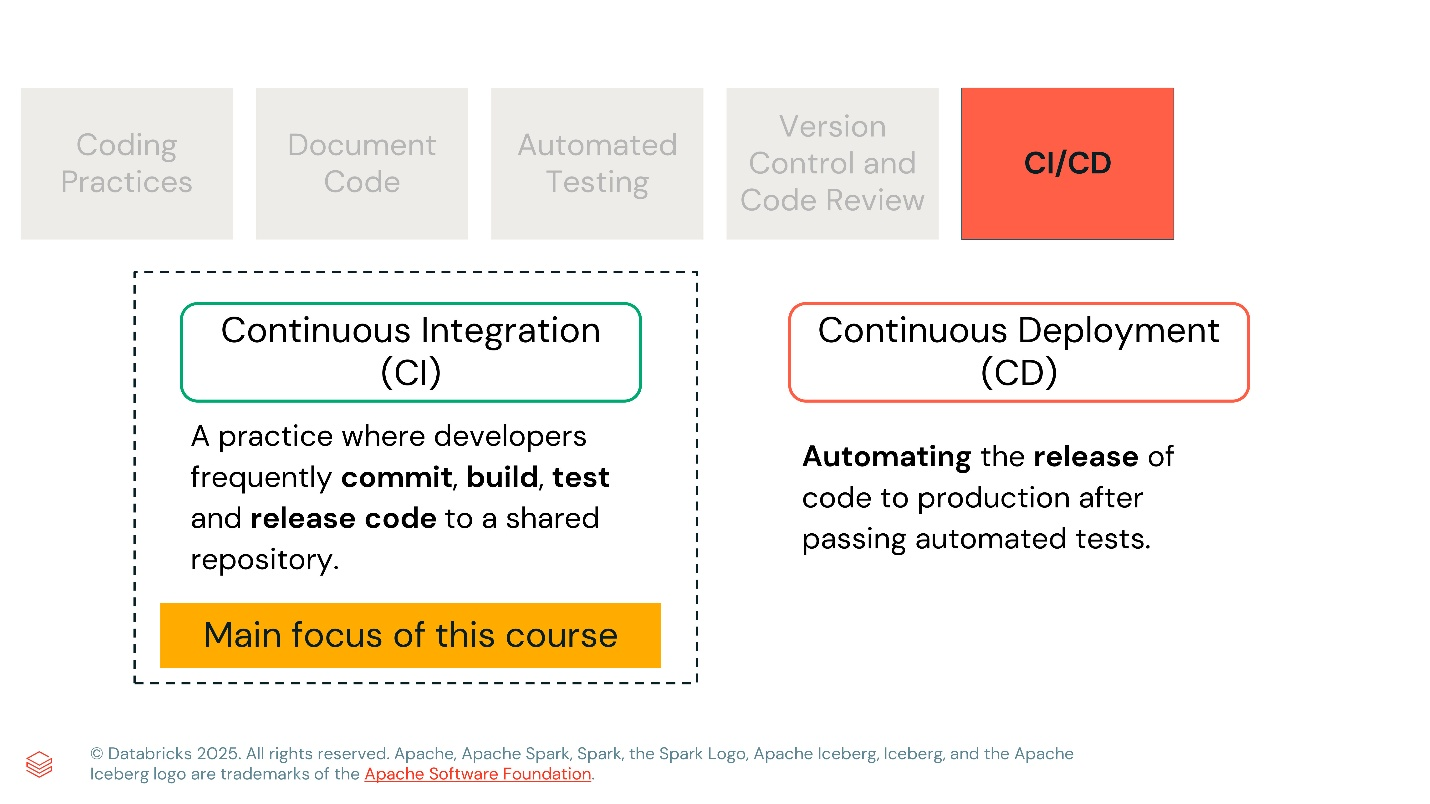 Coding
Practices
Document
Code
Automated
Testing
Version
Control and
Code Review
CI/CD
Continuous Integration
(CI)
A practice where developers
frequently commit, build, test
and release code to a shared
repository.
Main focus of this course
Continuous Deployment
(CD)
Automating the release of
code to production after
passing automated tests.
© Databricks 2025. All rights reserved. Apache, Apache Spark, Spark, the Spark Logo, Apache Iceberg, Iceberg, and the Apache
Iceberg logo are trademarks of the Apache Software Foundation.